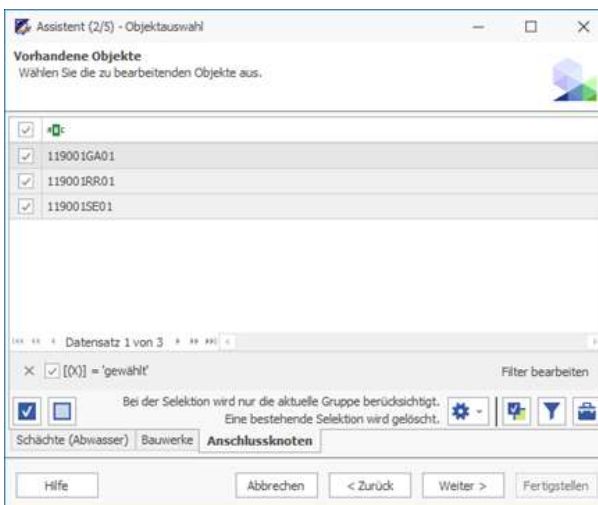 Assistent (2/5) - Objektauswahl
Vorhandene Objekte
Wählen Sie die zu bearbeitenden Objekte aus.
119001GA01
119001RR01
119001SE01
Datensatz 1 von 3
[(X)] = 'gewählt'
Filter bearbeiten
Bei der Selektion wird nur die aktuelle Gruppe berücksichtigt.
Eine bestehende Selektion wird gelöscht.
Schächte (Abwasser) Bauwerke Anschlussknoten
Hilfe Abbrechen < Zurück Weiter > Fertigstellen